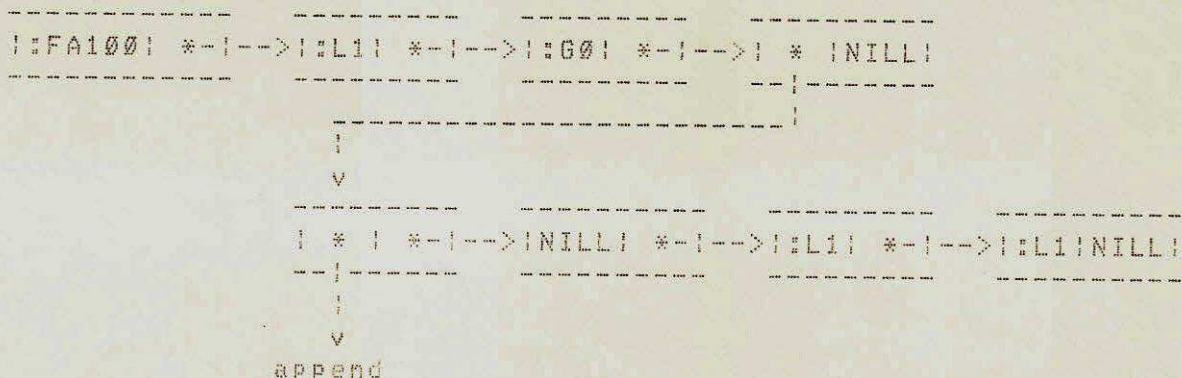 |:FA100| *-|-->|:L1| *-|-->|:G0| *-|-->| * |NILL|
| * | *-|-->|NILL| *-|-->|:L1| *-|-->|:L1|NILL|
append